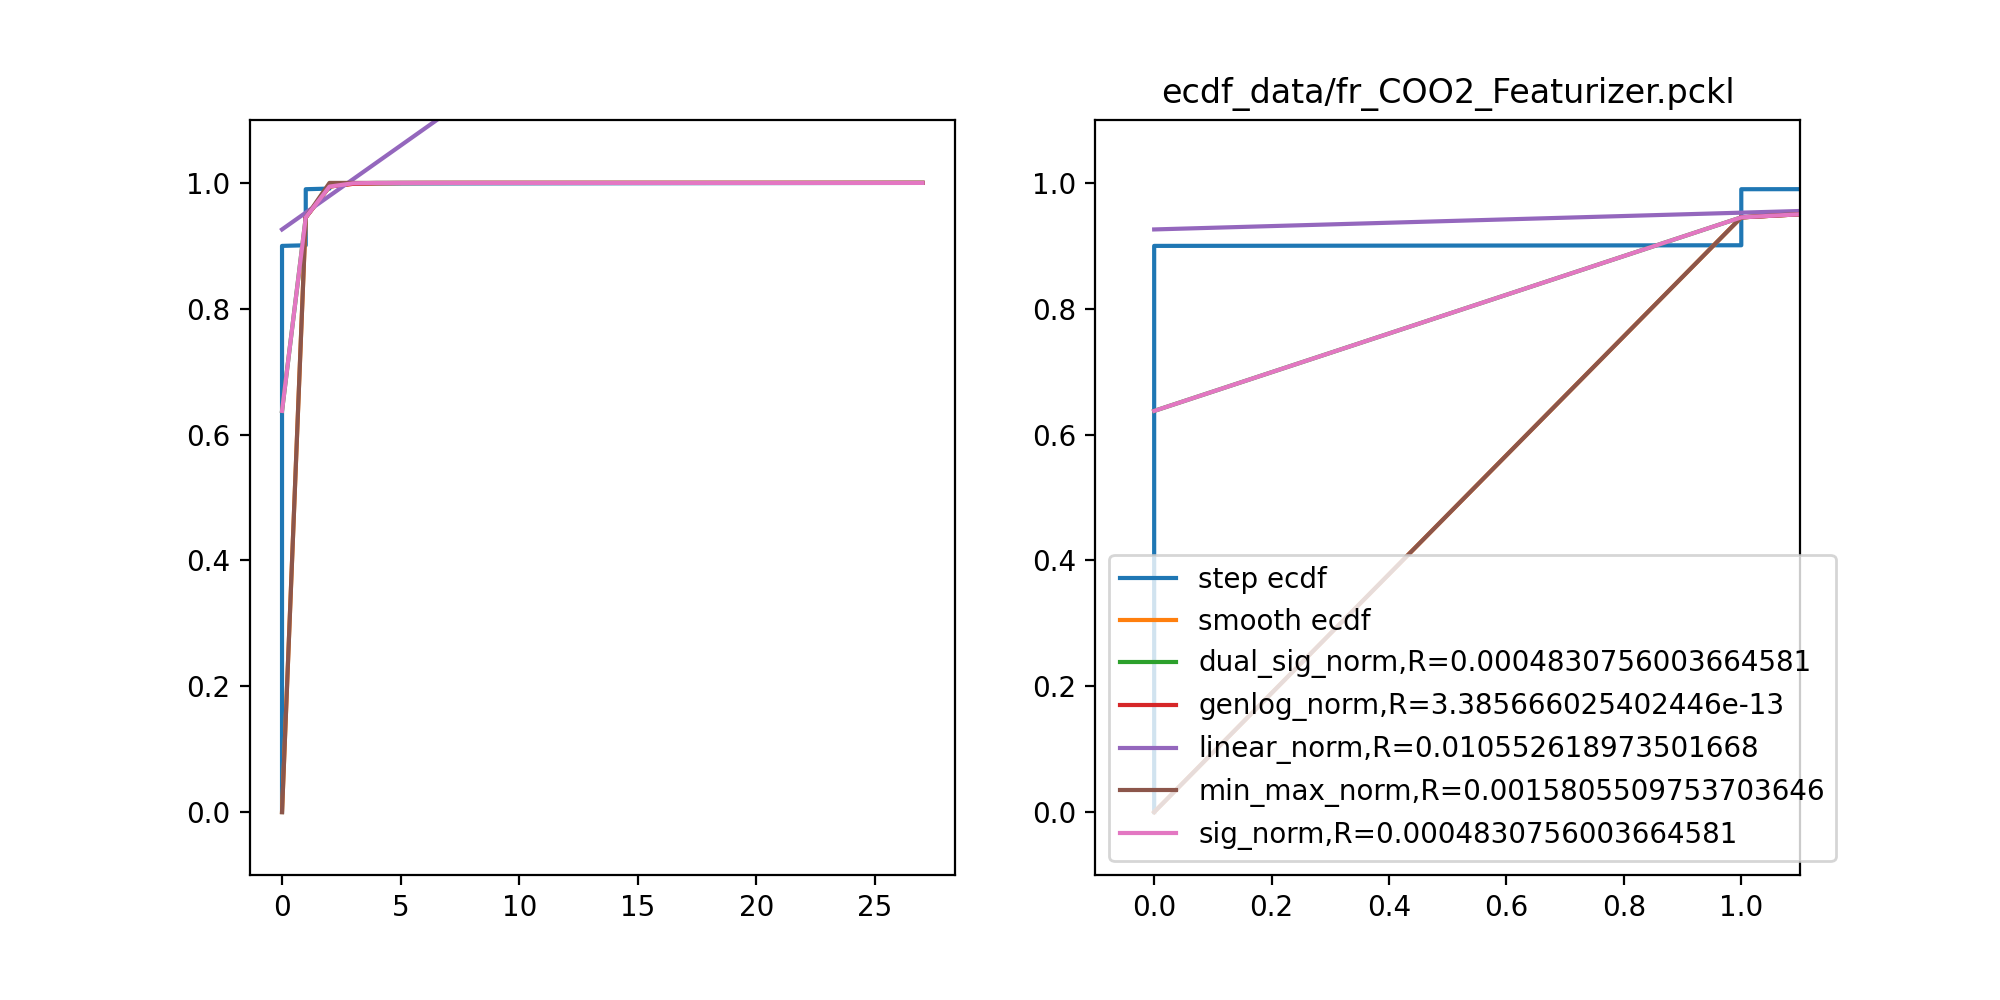 ecdf_data/fr_COO2_Featurizer.pckl
1.0
0.8
0.6
0.4
0.2
0.0
0 5 10 15 20 25
1.0
0.8
0.6
0.4
0.2
0.0
step ecdf
smooth ecdf
dual_sig_norm,R=0.0004830756003664581
genlog_norm,R=3.385666025402446e-13
linear_norm,R=0.010552618973501668
min_max_norm,R=0.0015805509753703646
sig_norm,R=0.0004830756003664581
0.0 0.2 0.4 0.6 0.8 1.0